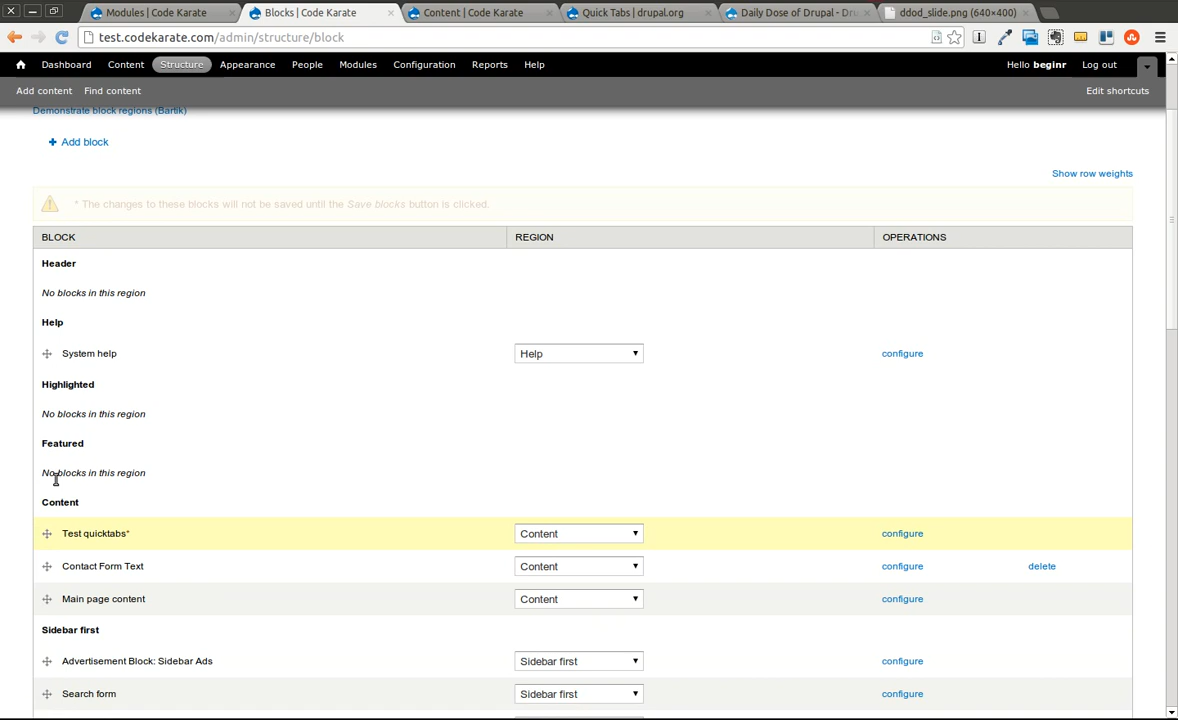 Modules | Code Karate
Blocks | Code Karate
Content | Code Karate
Quick Tabs | drupal.org
Daily Dose of Drupal - Dru
ddod_slide.png (640×400)
test.codekarate.com/admin/structure/block
Dashboard Content Structure Appearance People Modules Configuration Reports Help Hello beginr Log out
Add content Find content Edit shortcuts
Demonstrate block regions (Bartik)
Add block
Show row weights
* The changes to these blocks will not be saved until the Save blocks button is clicked.
BLOCK REGION OPERATIONS
Header
No blocks in this region
Help
System help Help configure
Highlighted
No blocks in this region
Featured
No blocks in this region
Content
Test quicktabs* Content configure
Contact Form Text Content configure delete
Main page content Content configure
Sidebar first
Advertisement Block: Sidebar Ads Sidebar first configure
Search form Sidebar first configure